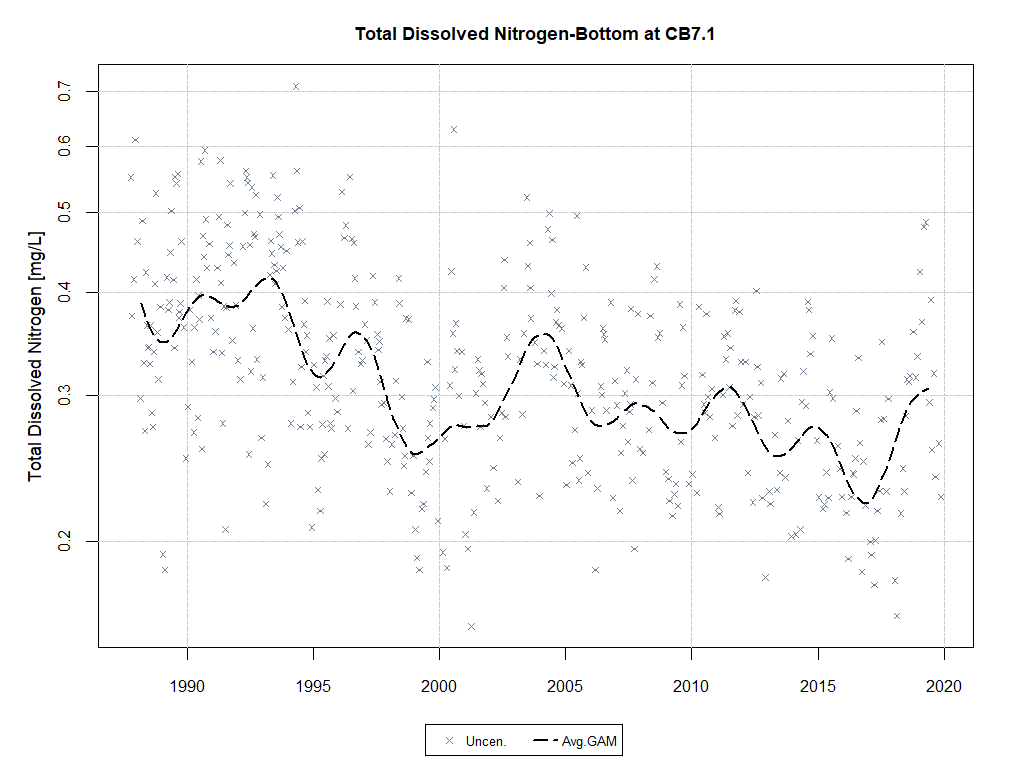 Total Dissolved Nitrogen-Bottom at CB7.1
Total Dissolved Nitrogen [mg/L]
0.7
0.6
0.5
0.4
0.3
0.2
1990 1995 2000 2005 2010 2015 2020
Uncen. Avg.GAM